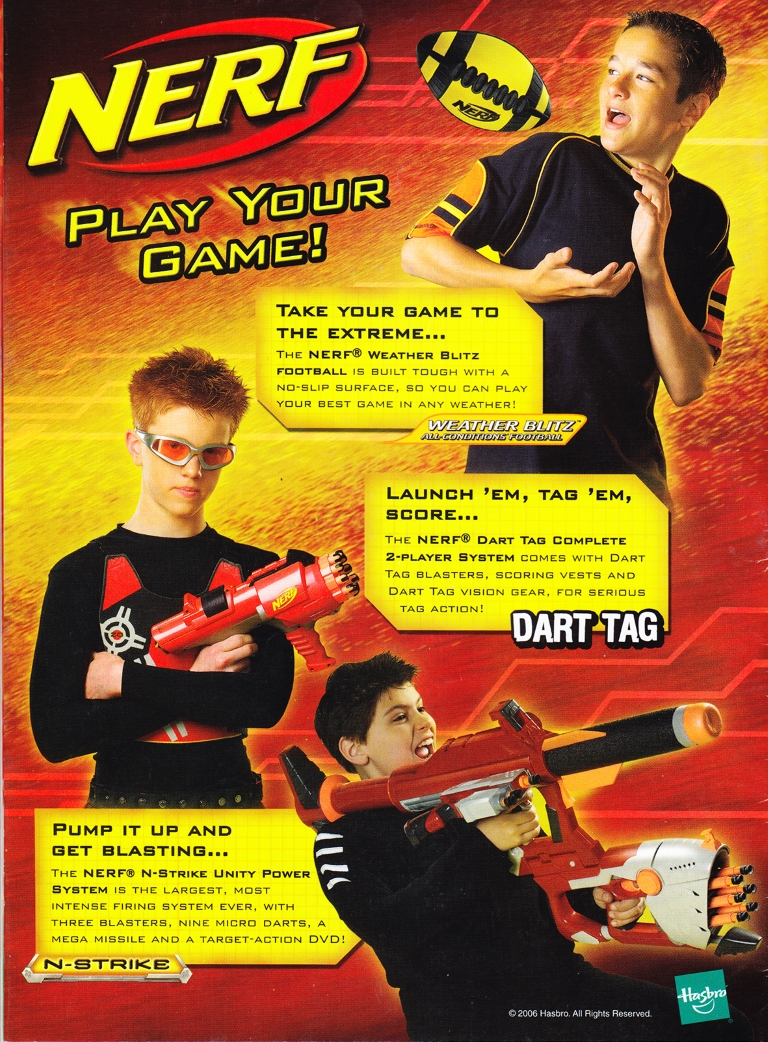 NERF
PLAY YOUR
GAME!
NERF
TAKE YOUR GAME TO
THE EXTREME...
THE NERF® WEATHER BLITZ
FOOTBALL IS BUILT TOUGH WITH A
NO-SLIP SURFACE, SO YOU CAN PLAY
YOUR BEST GAME IN ANY WEATHER!
WEATHER BLITZ™
ALL-CONDITIONS FOOTBALL
LAUNCH 'EM, TAG 'EM,
SCORE...
THE NERF® DART TAG COMPLETE
2-PLAYER SYSTEM COMES WITH DART
TAG BLASTERS, SCORING VESTS AND
DART TAG VISION GEAR, FOR SERIOUS
TAG ACTION!
DART TAG
NERF
PUMP IT UP AND
GET BLASTING...
THE NERF® N-STRIKE UNITY POWER
SYSTEM IS THE LARGEST, MOST
INTENSE FIRING SYSTEM EVER, WITH
THREE BLASTERS, NINE MICRO DARTS, A
MEGA MISSILE AND A TARGET-ACTION DVD!
N-STRIKE
© 2006 Hasbro. All Rights Reserved.
Hasbro